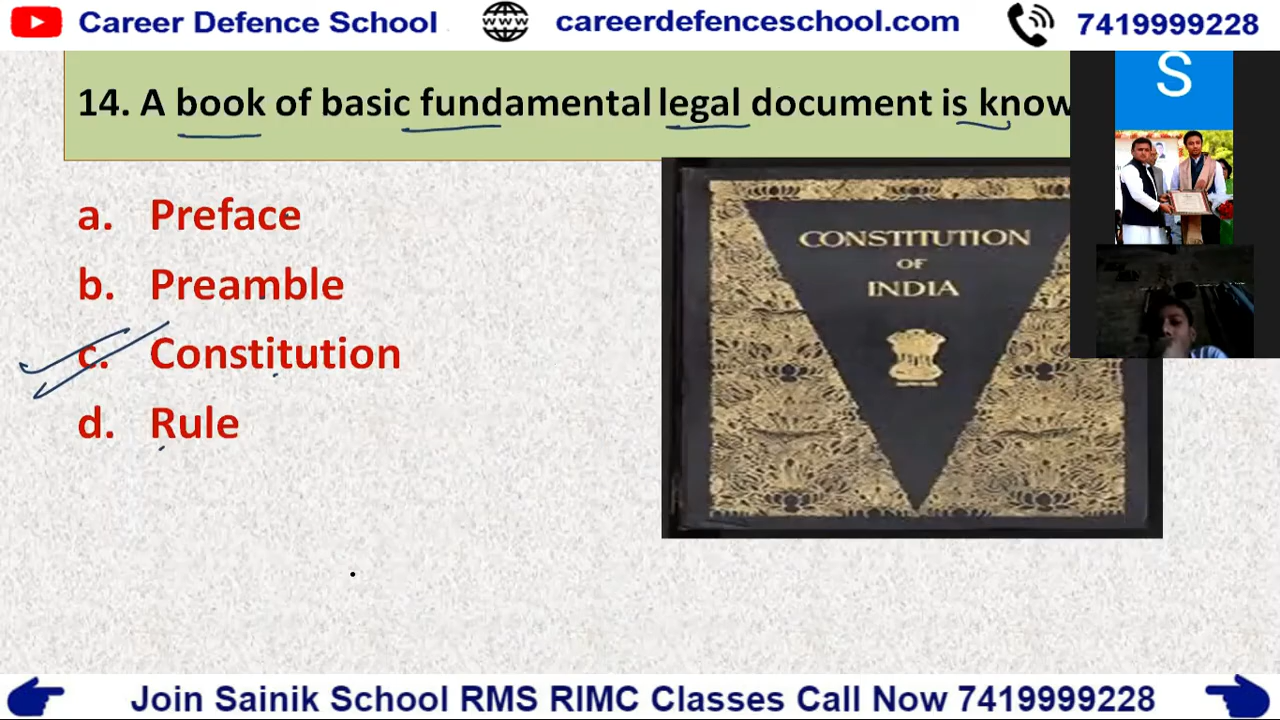 Career Defence School careerdefenceschool.com 7419999228
14. A book of basic fundamental legal document is know
S
a. Preface
b. Preamble
c. Constitution
d. Rule
CONSTITUTION
OF
INDIA
Join Sainik School RMS RIMC Classes Call Now 7419999228